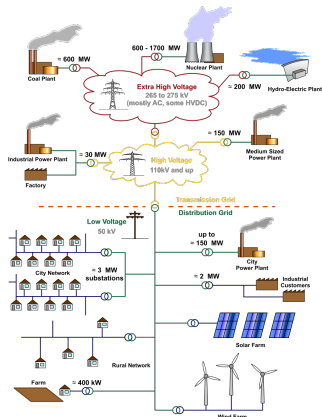 600 - 1700 MW
Nuclear Plant
≈ 600 MW
Coal Plant
Extra High Voltage
265 to 275 kV
(mostly AC, some HVDC)
≈ 200 MW
Hydro-Electric Plant
≈ 150 MW
Industrial Power Plant
≈ 30 MW
High Voltage
110kV and up
Medium Sized
Power Plant
Factory
Transmission Grid
Distribution Grid
Low Voltage
50 kV
up to
≈ 150 MW
City
Power Plant
City Network
≈ 3 MW
substations
≈ 2 MW
Industrial
Customers
Solar Farm
Rural Network
Farm
≈ 400 kW
Wind Farm